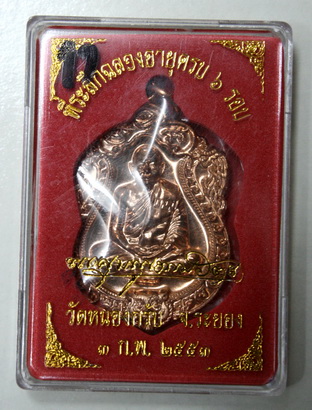 ที่ระลึกฉลองอายุครบ ๖ รอบ
วัดหนองกรับ จ.ระยอง
๓ ก.พ. ๒๕๕๓